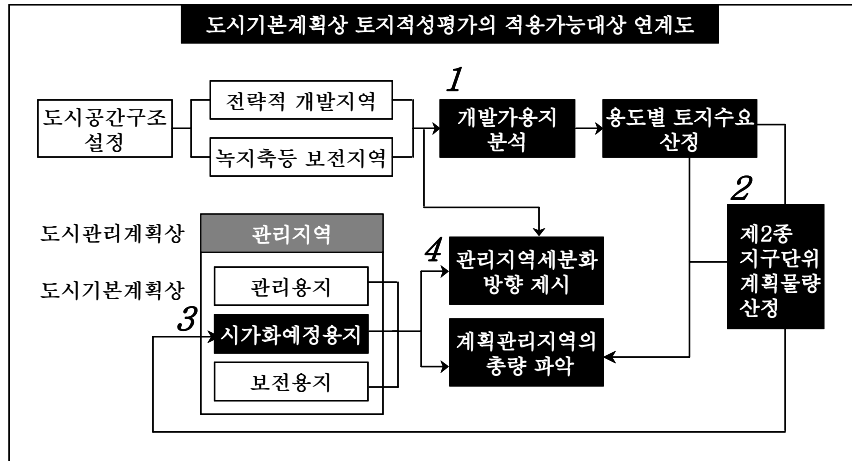 도시기본계획상 토지적성평가의 적용가능대상 연계도
1
도시공간구조
설정
전략적 개발지역
녹지축등 보전지역
개발가용지
분석
용도별 토지수요
산정
2
제2종
지구단위
계획물량
산정
도시관리계획상
관리지역
도시기본계획상
관리용지
3
시가화예정용지
보전용지
4
관리지역세분화
방향 제시
계획관리지역의
총량 파악